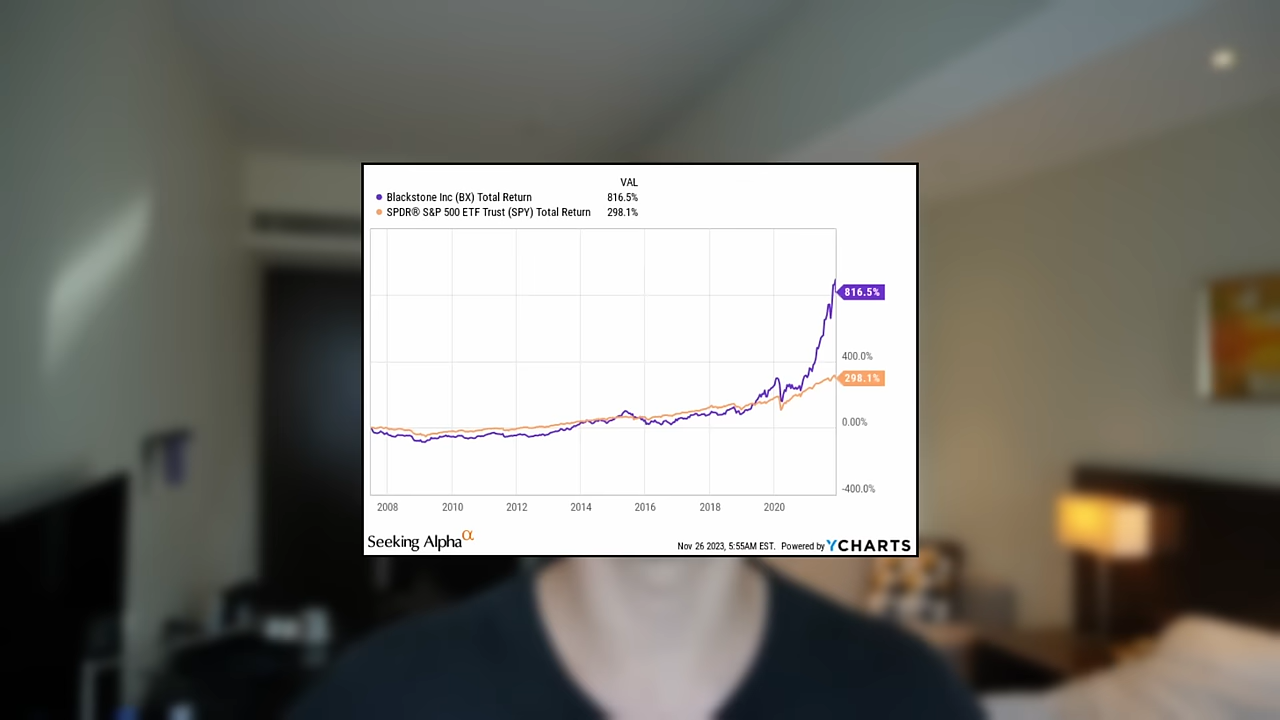 VAL
Blackstone Inc (BX) Total Return 816.5%
SPDR® S&P 500 ETF Trust (SPY) Total Return 298.1%
816.5%
400.0%
298.1%
0.00%
-400.0%
2008 2010 2012 2014 2016 2018 2020
Seeking Alphaα
Nov 26 2023, 5:55AM EST. Powered by YCHARTS